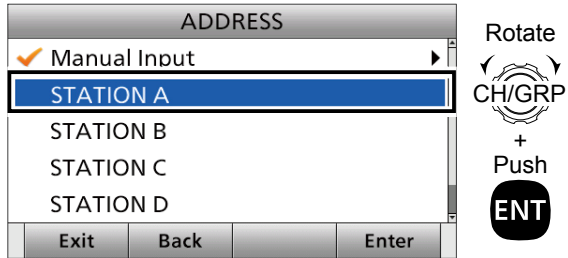 ADDRESS
Manual Input
STATION A
STATION B
STATION C
STATION D
Exit Back Enter
Rotate
CH/GRP
+
Push
ENT